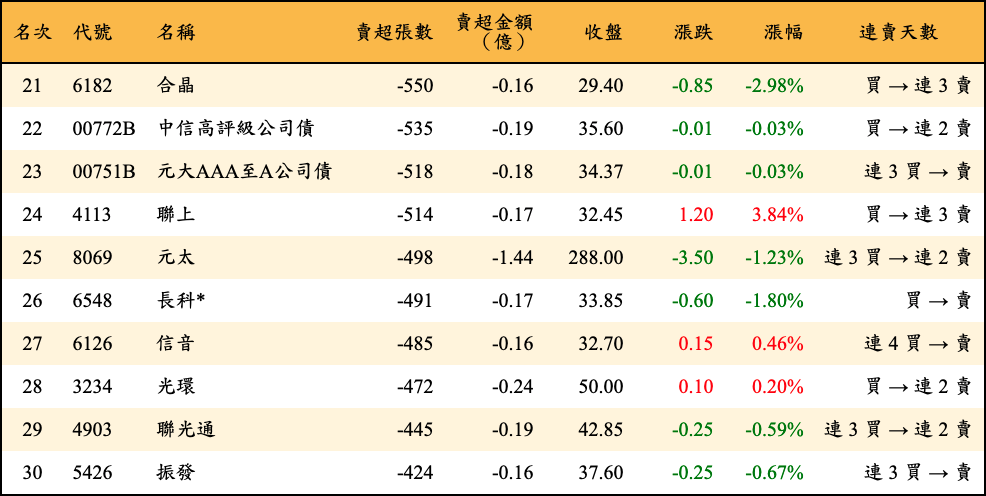 名次 代號 名稱 賣超張數 賣超金額（億） 收盤 漲跌 漲幅 連賣天數
21 6182 合晶 -550 -0.16 29.40 -0.85 -2.98% 買 → 連 3 賣
22 00772B 中信高評級公司債 -535 -0.19 35.60 -0.01 -0.03% 買 → 連 2 賣
23 00751B 元大AAA至A公司債 -518 -0.18 34.37 -0.01 -0.03% 連 3 買 → 賣
24 4113 聯上 -514 -0.17 32.45 1.20 3.84% 買 → 連 3 賣
25 8069 元太 -498 -1.44 288.00 -3.50 -1.23% 連 3 買 → 連 2 賣
26 6548 長科* -491 -0.17 33.85 -0.60 -1.80% 買 → 賣
27 6126 信音 -485 -0.16 32.70 0.15 0.46% 連 4 買 → 賣
28 3234 光環 -472 -0.24 50.00 0.10 0.20% 買 → 連 2 賣
29 4903 聯光通 -445 -0.19 42.85 -0.25 -0.59% 連 3 買 → 連 2 賣
30 5426 振發 -424 -0.16 37.60 -0.25 -0.67% 連 3 買 → 賣